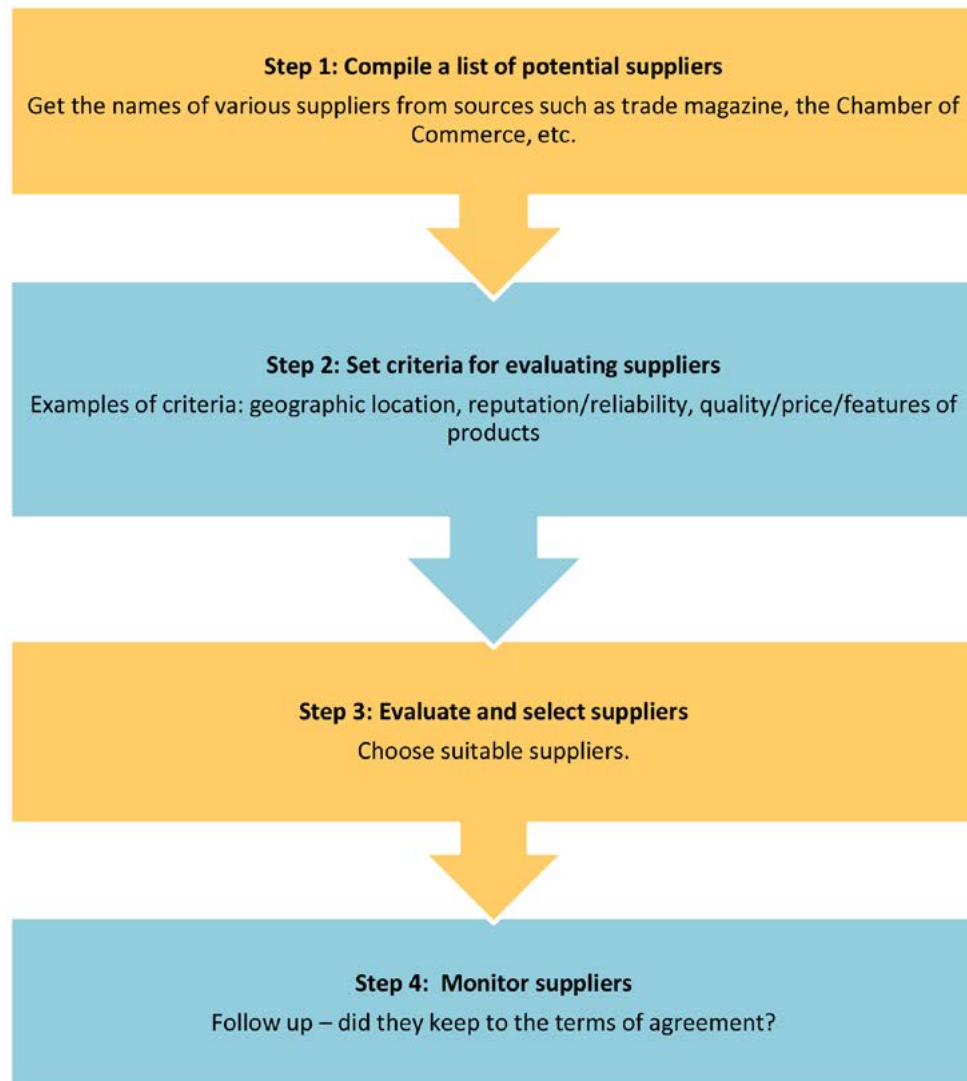 Step 1: Compile a list of potential suppliers
Get the names of various suppliers from sources such as trade magazine, the Chamber of
Commerce, etc.
Step 2: Set criteria for evaluating suppliers
Examples of criteria: geographic location, reputation/reliability, quality/price/features of
products
Step 3: Evaluate and select suppliers
Choose suitable suppliers.
Step 4:  Monitor suppliers
Follow up – did they keep to the terms of agreement?